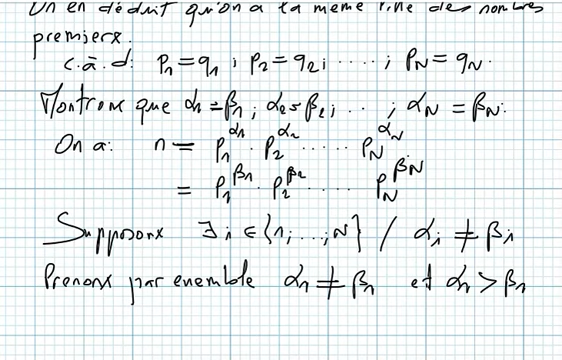 On en déduit qu'on a la même liste des nombres
premiers.
c.à.d: p₁ = q₁ ; p₂ = q₂ ; ..... ; p_N = q_N.
Montrons que α₁ = β₁ ; α₂ = β₂ ; ... ; α_N = β_N.
On a: n = p₁^α₁ · p₂^α₂ ..... p_N^α_N
= p₁^β₁ · p₂^β₂ ..... p_N^β_N
Supposons ∃ i ∈ {1; ...; N} / α_i ≠ β_i
Prenons par exemple α₁ ≠ β₁ et α₁ > β₁